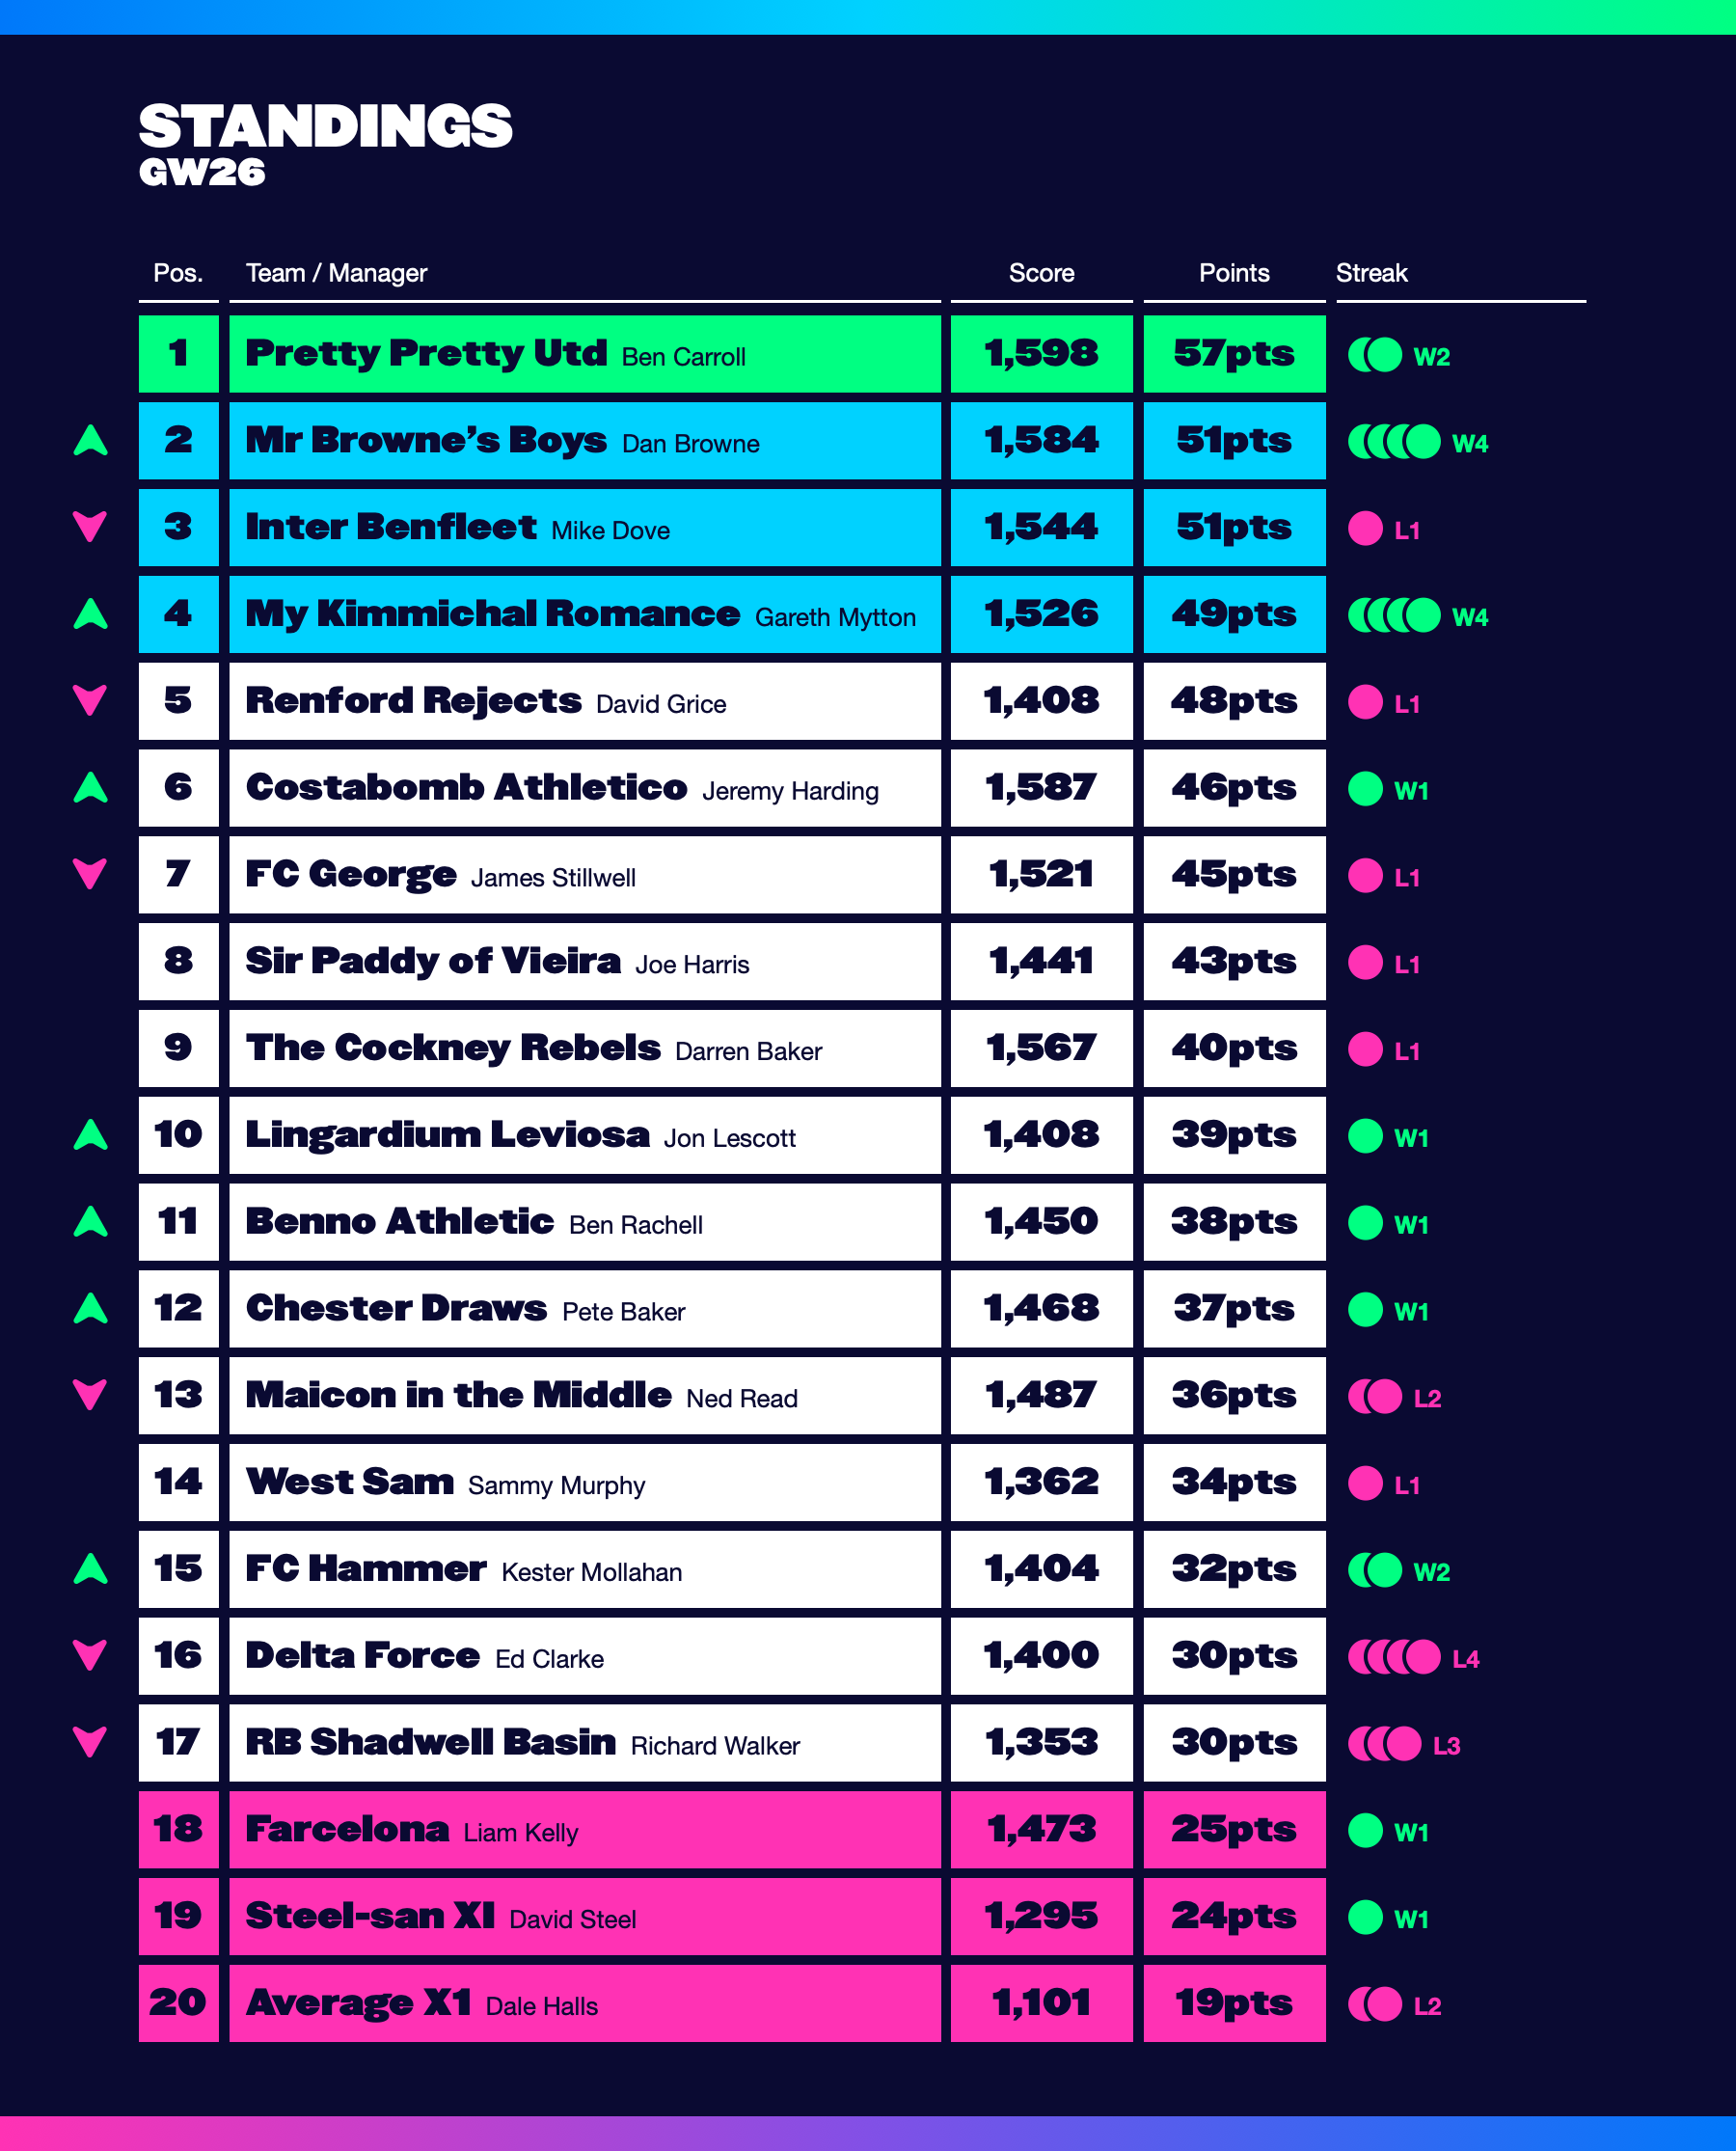 STANDINGS
GW26
Pos. Team / Manager Score Points Streak
1 Pretty Pretty Utd Ben Carroll 1,598 57pts W2
2 Mr Browne’s Boys Dan Browne 1,584 51pts W4
3 Inter Benfleet Mike Dove 1,544 51pts L1
4 My Kimmichal Romance Gareth Mytton 1,526 49pts W4
5 Renford Rejects David Grice 1,408 48pts L1
6 Costabomb Athletico Jeremy Harding 1,587 46pts W1
7 FC George James Stillwell 1,521 45pts L1
8 Sir Paddy of Vieira Joe Harris 1,441 43pts L1
9 The Cockney Rebels Darren Baker 1,567 40pts L1
10 Lingardium Leviosa Jon Lescott 1,408 39pts W1
11 Benno Athletic Ben Rachell 1,450 38pts W1
12 Chester Draws Pete Baker 1,468 37pts W1
13 Maicon in the Middle Ned Read 1,487 36pts L2
14 West Sam Sammy Murphy 1,362 34pts L1
15 FC Hammer Kester Mollahan 1,404 32pts W2
16 Delta Force Ed Clarke 1,400 30pts L4
17 RB Shadwell Basin Richard Walker 1,353 30pts L3
18 Farcelona Liam Kelly 1,473 25pts W1
19 Steel-san XI David Steel 1,295 24pts W1
20 Average X1 Dale Halls 1,101 19pts L2